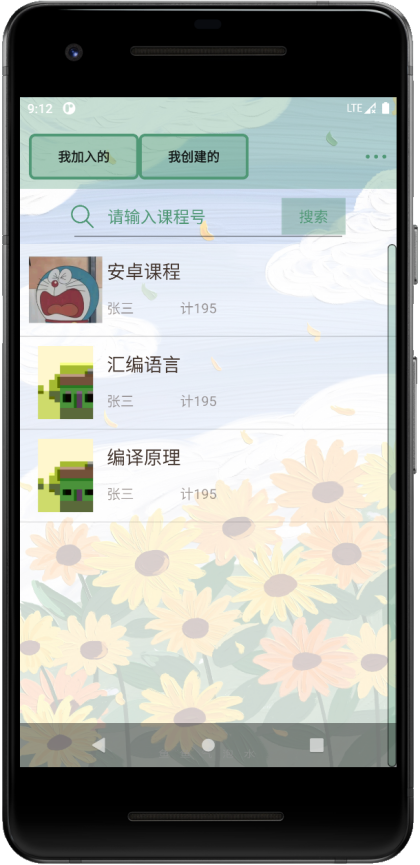 9:12 LTE
我加入的 我创建的
请输入课程号 搜索
安卓课程
张三 计195
汇编语言
张三 计195
编译原理
张三 计195